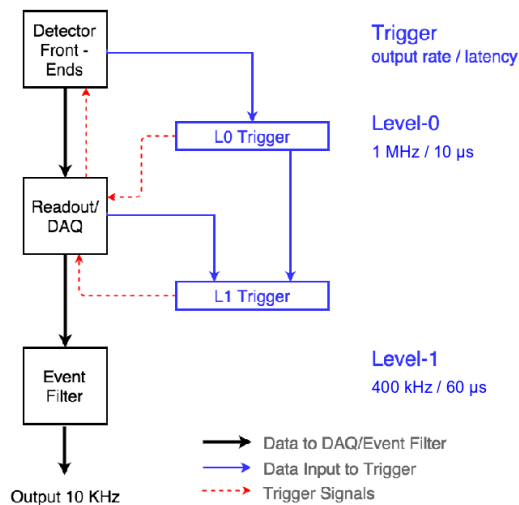 Detector
Front -
Ends
Trigger
output rate / latency
L0 Trigger
Level-0
1 MHz / 10 µs
Readout/
DAQ
L1 Trigger
Event
Filter
Level-1
400 kHz / 60 µs
Data to DAQ/Event Filter
Data Input to Trigger
Trigger Signals
Output 10 KHz